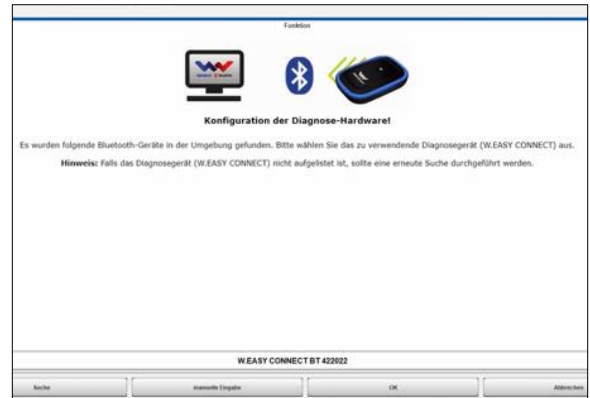 Funktion
Konfiguration der Diagnose-Hardware!
Es wurden folgende Bluetooth-Geräte in der Umgebung gefunden. Bitte wählen Sie das zu verwendende Diagnosegerät (W.EASY CONNECT) aus.
Hinweis: Falls das Diagnosegerät (W.EASY CONNECT) nicht aufgelistet ist, sollte eine erneute Suche durchgeführt werden.
W.EASY CONNECT BT 422022
Suche
manuelle Eingabe
OK
Abbrechen